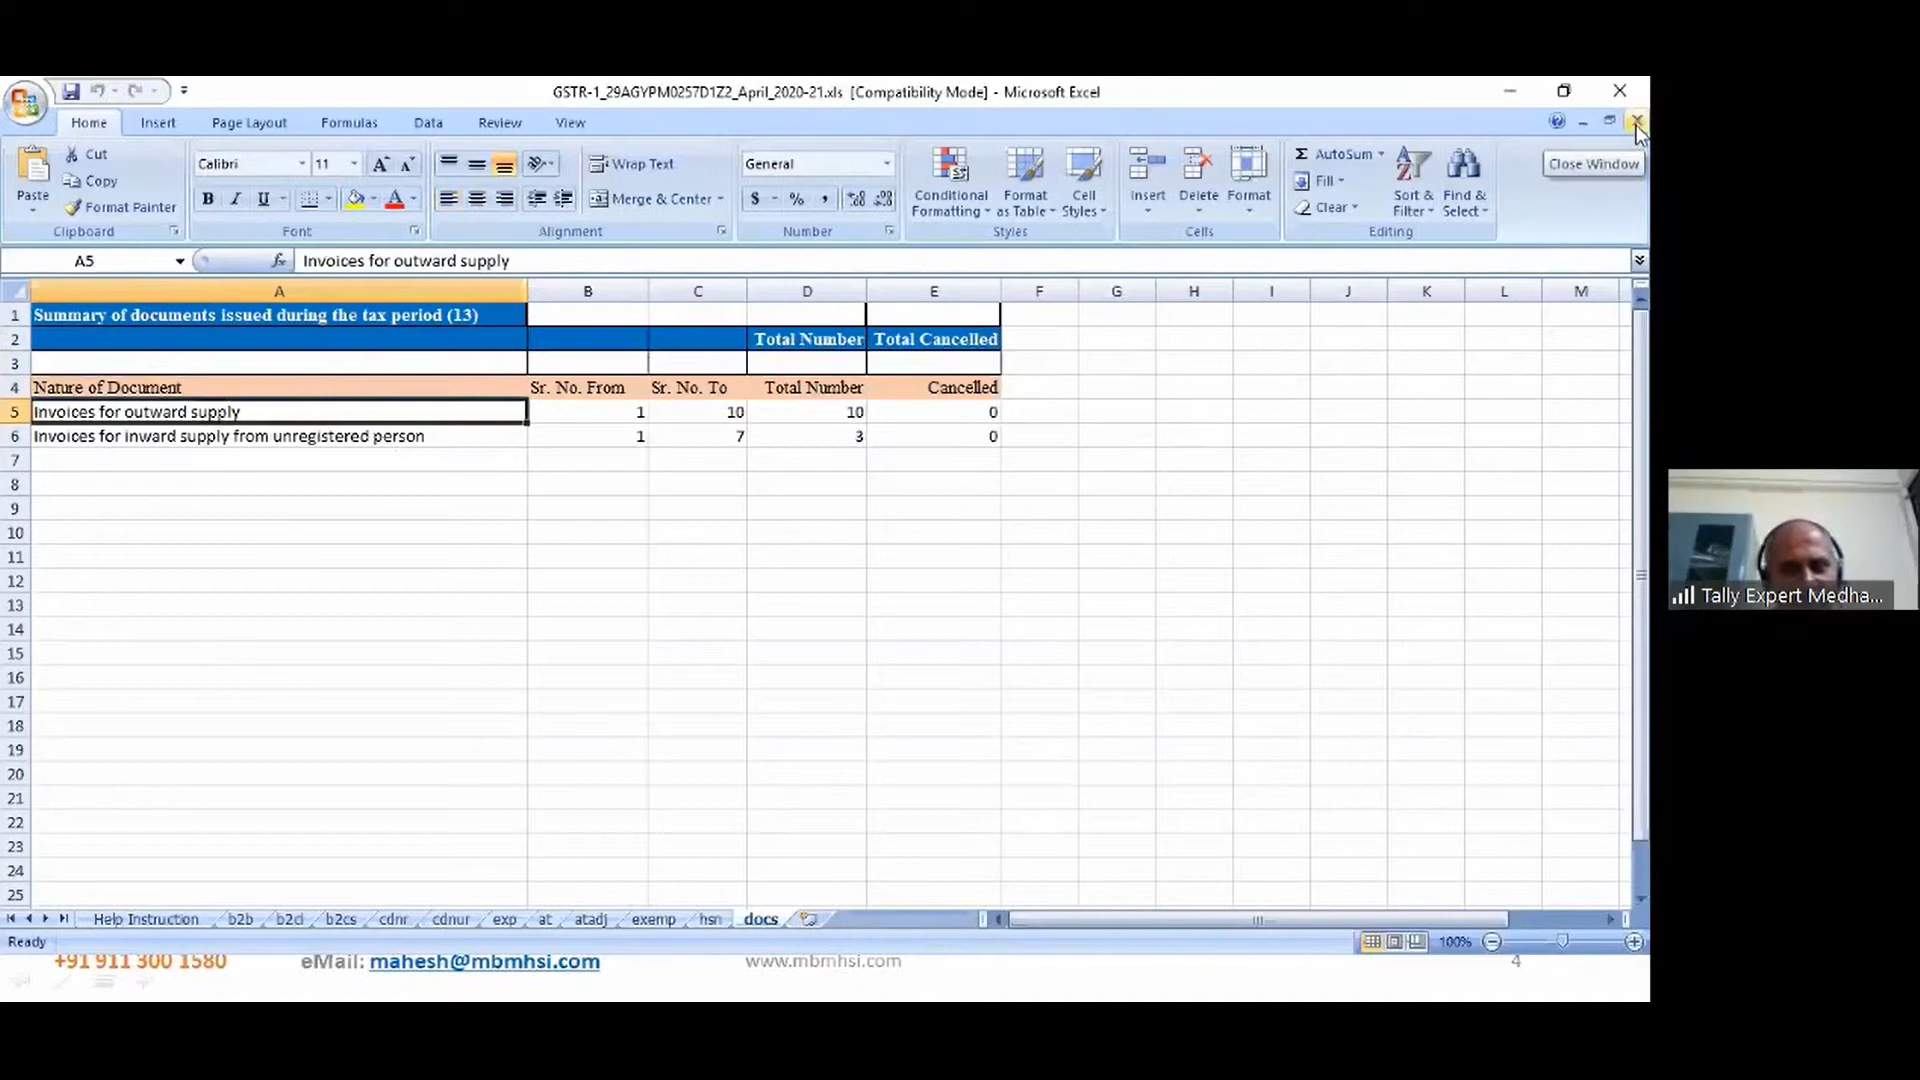 GSTR-1_29AGYPM0257D1Z2_April_2020-21.xls [Compatibility Mode] - Microsoft Excel
Home Insert Page Layout Formulas Data Review View
Cut
Copy
Format Painter
Paste
Clipboard
Calibri 11
B I U
Font
Wrap Text
Merge & Center
Alignment
General
$ % ,
Number
Conditional Formatting
Format as Table
Cell Styles
Styles
Insert Delete Format
Cells
Σ AutoSum
Fill
Clear
Sort & Filter
Find & Select
Editing
Close Window
A5 fx Invoices for outward supply
A B C D E F G H I J K L M
1 Summary of documents issued during the tax period (13)
2 Total Number Total Cancelled
3
4 Nature of Document Sr. No. From Sr. No. To Total Number Cancelled
5 Invoices for outward supply 1 10 10 0
6 Invoices for inward supply from unregistered person 1 7 3 0
7
8
9
10
11
12
13
14
15
16
17
18
19
20
21
22
23
24
25
Help Instruction b2b b2cl b2cs cdnr cdnur exp at atadj exemp hsn docs
Ready 100%
+91 911 300 1580 eMail: mahesh@mbmhsi.com www.mbmhsi.com 4
Tally Expert Medha...